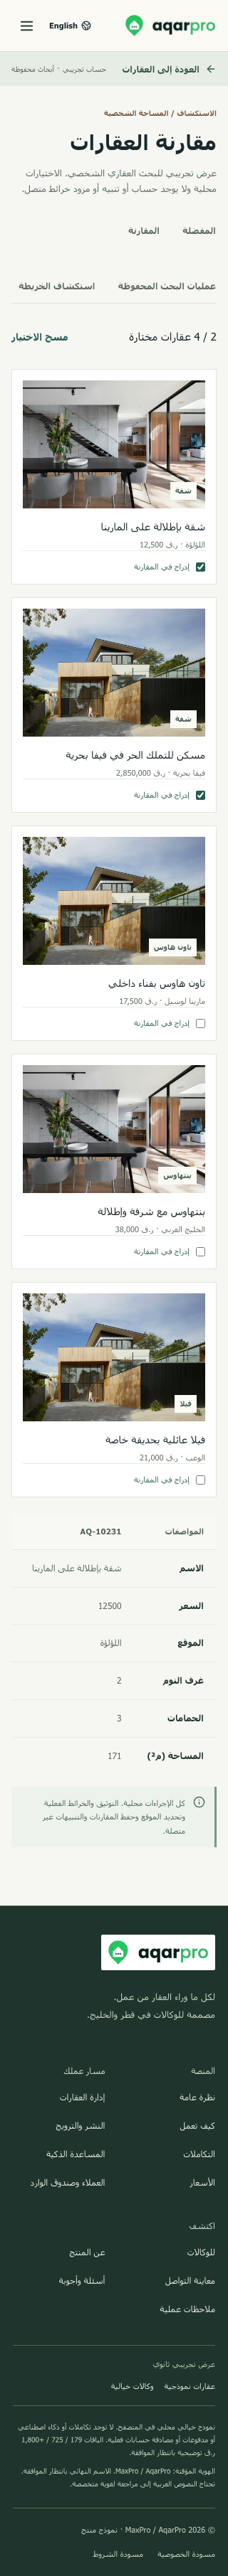 aqarpro
English
العودة إلى العقارات
حساب تجريبي · أبحاث محفوظة
الاستكشاف / المساحة الشخصية
مقارنة العقارات
عرض تجريبي للبحث العقاري الشخصي. الاختيارات
محلية ولا يوجد حساب أو تنبيه أو مزود خرائط متصل.
المفضلة
المقارنة
عمليات البحث المحفوظة
استكشاف الخريطة
2 / 4 عقارات مختارة
مسح الاختيار
شقة
شقة بإطلالة على المارينا
اللؤلؤة · ر.ق 12,500
إدراج في المقارنة
شقة
مسكن للتملك الحر في فيفا بحرية
فيفا بحرية · ر.ق 2,850,000
إدراج في المقارنة
تاون هاوس
تاون هاوس بفناء داخلي
مارينا لوسيل · ر.ق 17,500
إدراج في المقارنة
بنتهاوس
بنتهاوس مع شرفة وإطلالة
الخليج الغربي · ر.ق 38,000
إدراج في المقارنة
فيلا
فيلا عائلية بحديقة خاصة
الوعب · ر.ق 21,000
إدراج في المقارنة
المواصفات AQ-10231
الاسم شقة بإطلالة على المارينا
السعر 12500
الموقع اللؤلؤة
غرف النوم 2
الحمامات 3
المساحة (م²) 171
كل الإجراءات محلية. التوثيق والخرائط الفعلية
وتحديد الموقع وحفظ المقارنات والتنبيهات غير
متصلة.
aqarpro
لكل ما وراء العقار من عمل.
مصممة للوكالات في قطر والخليج.
المنصة
نظرة عامة
كيف تعمل
التكاملات
الأسعار
مسار عملك
إدارة العقارات
النشر والترويج
المساعدة الذكية
العملاء وصندوق الوارد
اكتشف
للوكالات
معاينة التواصل
ملاحظات عملية
عن المنتج
أسئلة وأجوبة
عرض تجريبي ثانوي
عقارات نموذجية
وكالات خيالية
نموذج خيالي محلي في المتصفح. لا توجد تكاملات أو ذكاء اصطناعي
أو مدفوعات أو مصادقة حسابات فعلية. الباقات 179 / 725 / +1,800
ر.ق توضيحية بانتظار الموافقة.
الهوية المؤقتة: MaxPro / AqarPro. الاسم النهائي بانتظار الموافقة.
تحتاج النصوص العربية إلى مراجعة لغوية متخصصة.
© 2026 MaxPro / AqarPro · نموذج منتج
مسودة الخصوصية
مسودة الشروط